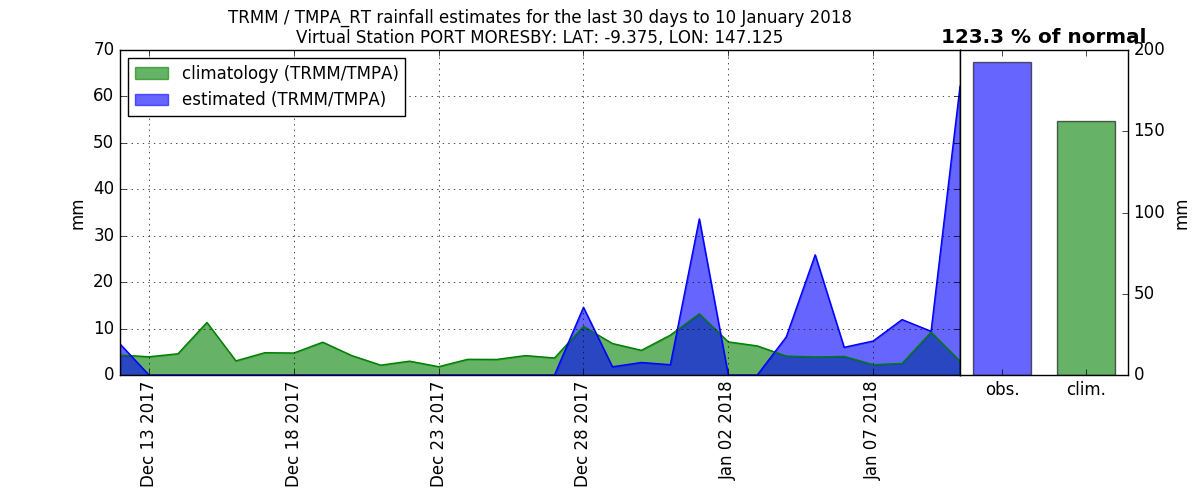 TRMM / TMPA_RT rainfall estimates for the last 30 days to 10 January 2018
Virtual Station PORT MORESBY: LAT: -9.375, LON: 147.125
123.3 % of normal
climatology (TRMM/TMPA)
estimated (TRMM/TMPA)
70
60
50
40
30
20
10
0
mm
Dec 13 2017
Dec 18 2017
Dec 23 2017
Dec 28 2017
Jan 02 2018
Jan 07 2018
obs.
clim.
200
150
100
50
0
mm